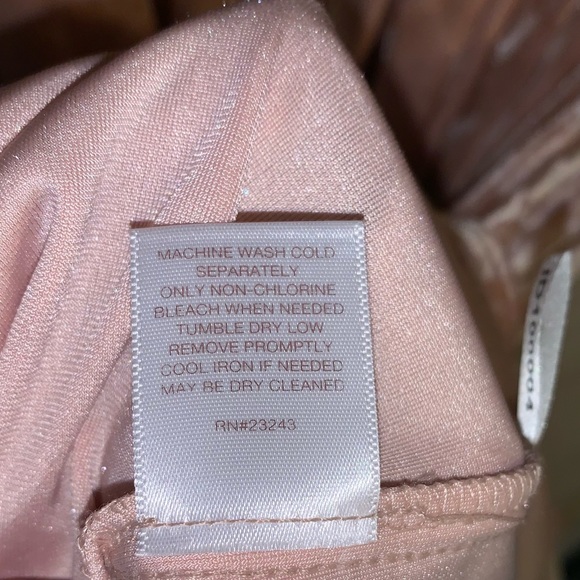 MACHINE WASH COLD
SEPARATELY
ONLY NON-CHLORINE
BLEACH WHEN NEEDED
TUMBLE DRY LOW
REMOVE PROMPTLY
COOL IRON IF NEEDED
MAY BE DRY CLEANED
RN#23243